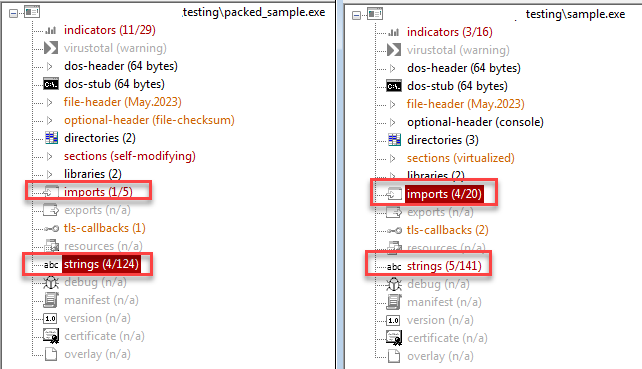 testing\packed_sample.exe
indicators (11/29)
virustotal (warning)
dos-header (64 bytes)
C:\. dos-stub (64 bytes)
file-header (May.2023)
optional-header (file-checksum)
directories (2)
sections (self-modifying)
libraries (2)
imports (1/5)
exports (n/a)
tls-callbacks (1)
resources (n/a)
abc strings (4/124)
debug (n/a)
manifest (n/a)
1.0 version (n/a)
certificate (n/a)
overlay (n/a)
testing\sample.exe
indicators (3/16)
virustotal (warning)
dos-header (64 bytes)
C:\. dos-stub (64 bytes)
file-header (May.2023)
optional-header (console)
directories (3)
sections (virtualized)
libraries (2)
imports (4/20)
exports (n/a)
tls-callbacks (2)
resources (n/a)
abc strings (5/141)
debug (n/a)
manifest (n/a)
1.0 version (n/a)
certificate (n/a)
overlay (n/a)